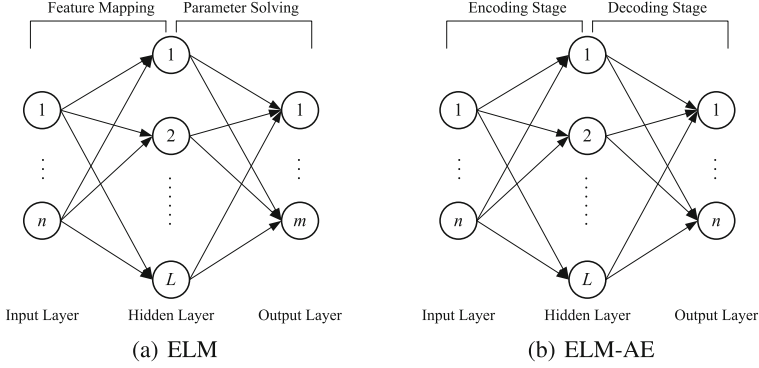 Feature Mapping Parameter Solving
1
1 2 1
n m
L
Input Layer Hidden Layer Output Layer
(a) ELM
Encoding Stage Decoding Stage
1
1 2 1
n n
L
Input Layer Hidden Layer Output Layer
(b) ELM-AE